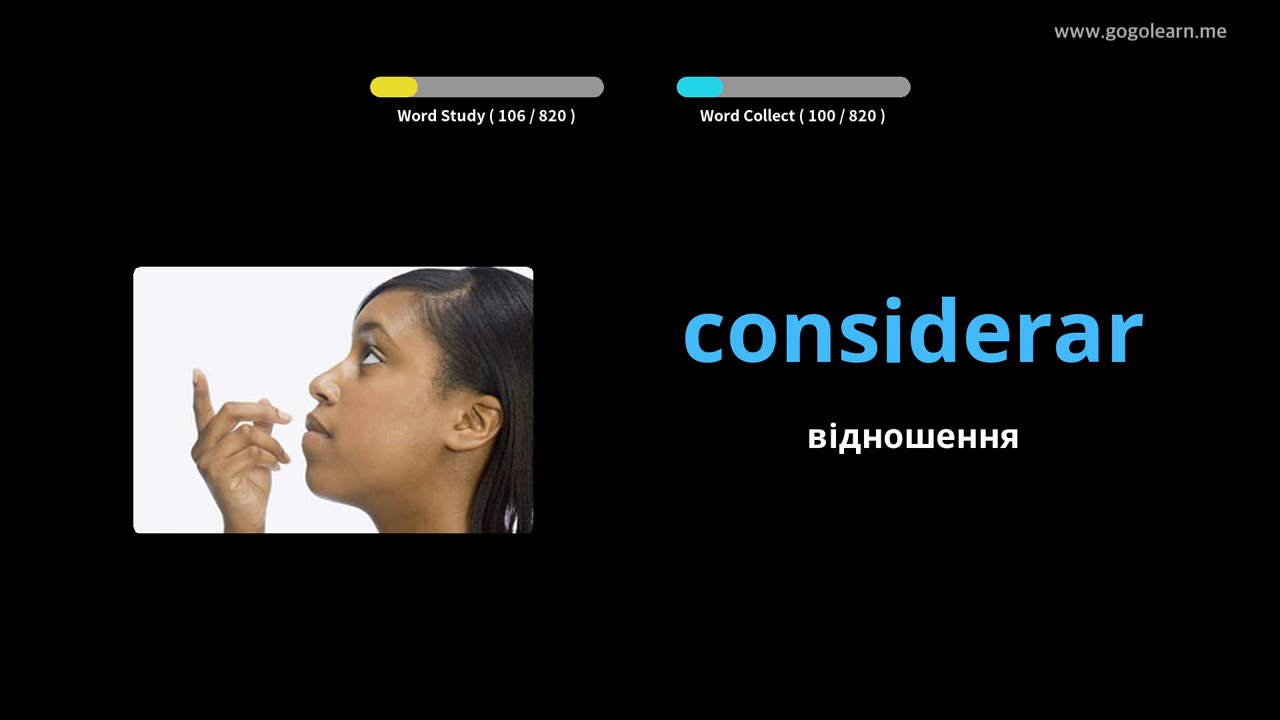 www.gogolearn.me
Word Study ( 106 / 820 )
Word Collect ( 100 / 820 )
considerar
відношення